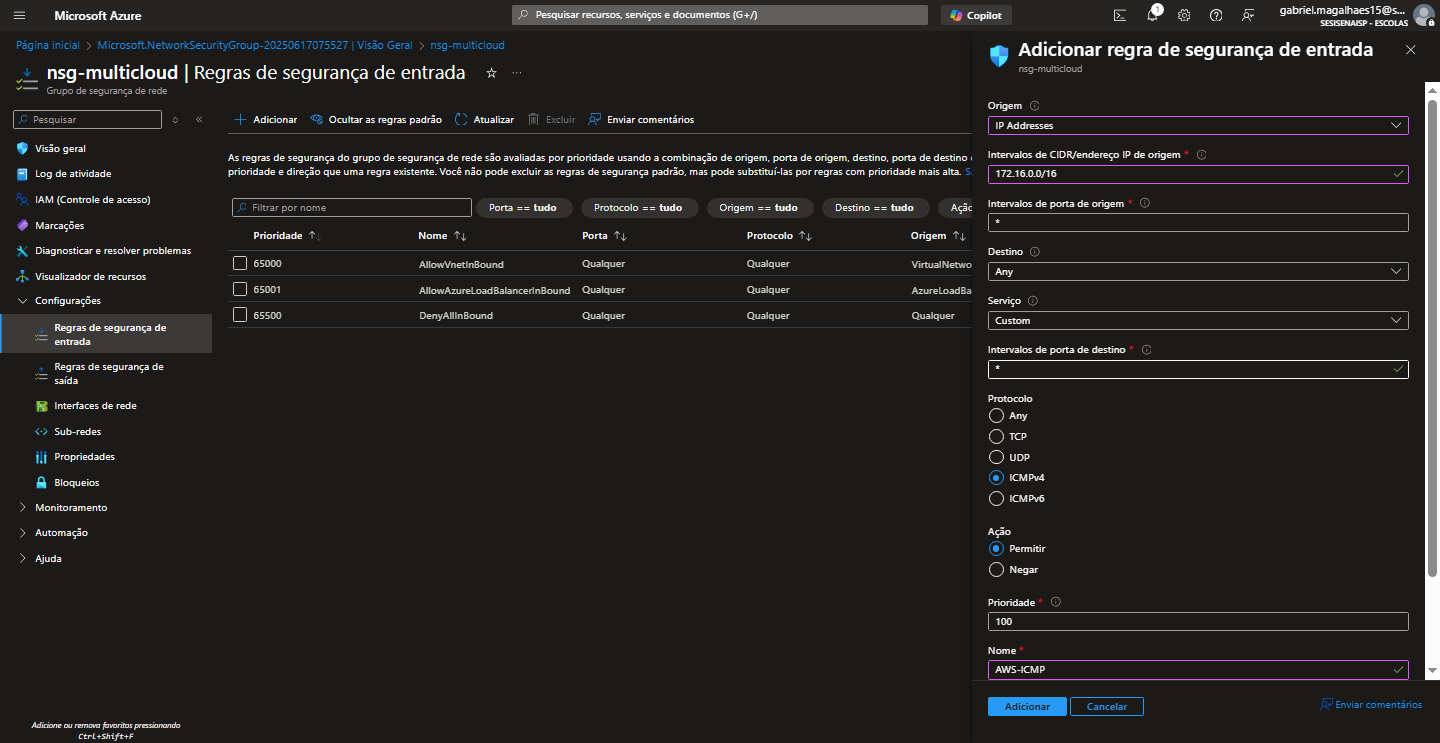 Microsoft Azure
Pesquisar recursos, serviços e documentos (G+/)
Copilot
1
gabriel.magalhaes15@s...
SESISENAISP - ESCOLAS
Página inicial > Microsoft.NetworkSecurityGroup-20250617075527 | Visão Geral > nsg-multicloud
nsg-multicloud | Regras de segurança de entrada
Grupo de segurança de rede
Pesquisar
Visão geral
Log de atividade
IAM (Controle de acesso)
Marcações
Diagnosticar e resolver problemas
Visualizador de recursos
Configurações
Regras de segurança de
entrada
Regras de segurança de
saída
Interfaces de rede
Sub-redes
Propriedades
Bloqueios
Monitoramento
Automação
Ajuda
Adicione ou remova favoritos pressionando
Ctrl+Shift+F
Adicionar
Ocultar as regras padrão
Atualizar
Excluir
Enviar comentários
As regras de segurança do grupo de segurança de rede são avaliadas por prioridade usando a combinação de origem, porta de origem, destino, porta de destino
prioridade e direção que uma regra existente. Você não pode excluir as regras de segurança padrão, mas pode substituí-las por regras com prioridade mais alta. S
Filtrar por nome
Porta == tudo
Protocolo == tudo
Origem == tudo
Destino == tudo
Açã
Prioridade Nome Porta Protocolo Origem
65000 AllowVnetInBound Qualquer Qualquer VirtualNetwo
65001 AllowAzureLoadBalancerInBound Qualquer Qualquer AzureLoadBa
65500 DenyAllInBound Qualquer Qualquer Qualquer
Adicionar regra de segurança de entrada
nsg-multicloud
Origem
IP Addresses
Intervalos de CIDR/endereço IP de origem *
172.16.0.0/16
Intervalos de porta de origem *
*
Destino
Any
Serviço
Custom
Intervalos de porta de destino *
*
Protocolo
Any
TCP
UDP
ICMPv4
ICMPv6
Ação
Permitir
Negar
Prioridade *
100
Nome *
AWS-ICMP
Adicionar
Cancelar
Enviar comentários